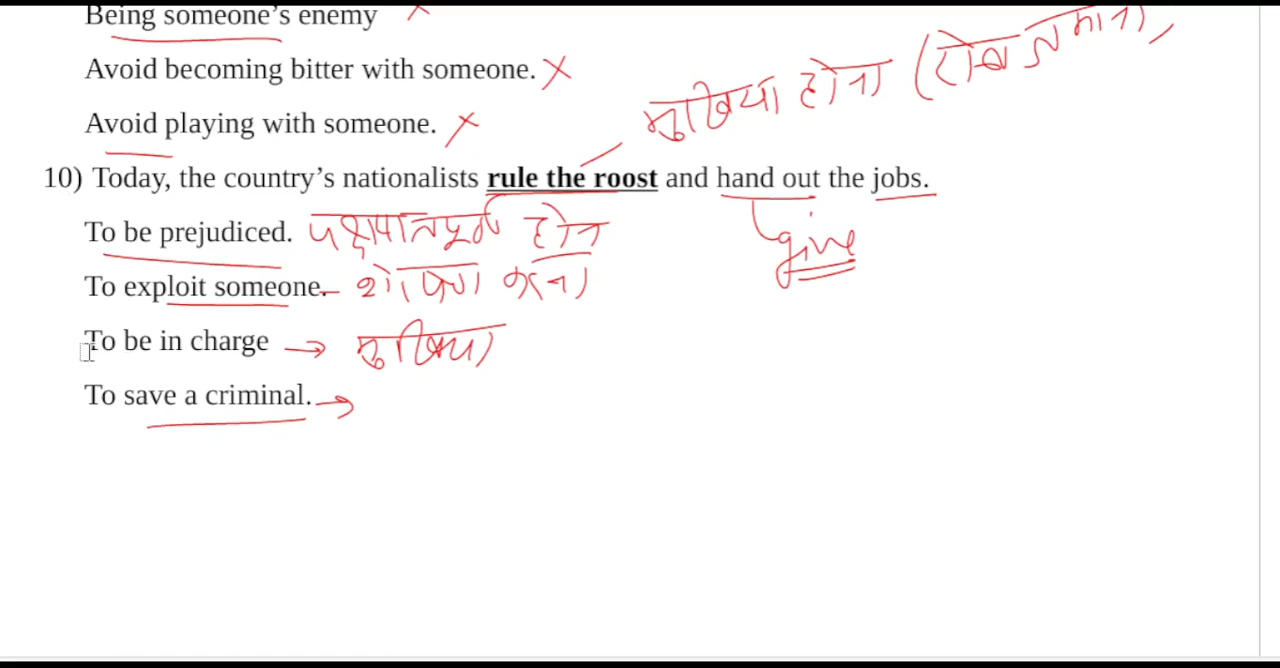 Being someone's enemy ×
मुखिया होना (रोब जमाना)
Avoid becoming bitter with someone. ×
Avoid playing with someone. ×
10) Today, the country's nationalists rule the roost and hand out the jobs.
To be prejudiced. पक्षपातपूर्ण होना
give
To exploit someone. शोषण करना
To be in charge → मुखिया
To save a criminal. →